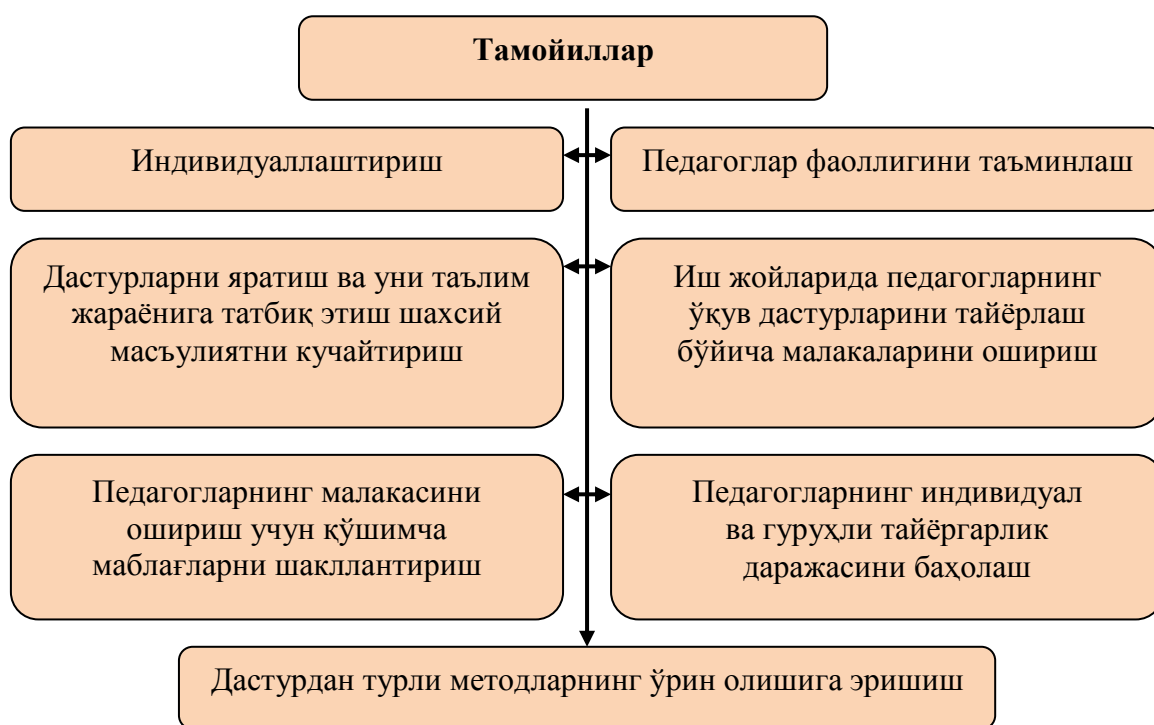 Тамойиллар
Индивидуаллаштириш
Педагоглар фаоллигини таъминлаш
Дастурларни яратиш ва уни таълим
жараёнига татбиқ этиш шахсий
масъулиятни кучайтириш
Иш жойларида педагогларнинг
ўқув дастурларини тайёрлаш
бўйича малакаларини ошириш
Педагогларнинг малакасини
ошириш учун қўшимча
маблағларни шакллантириш
Педагогларнинг индивидуал
ва гуруҳли тайёргарлик
даражасини баҳолаш
Дастурдан турли методларнинг ўрин олишига эришиш